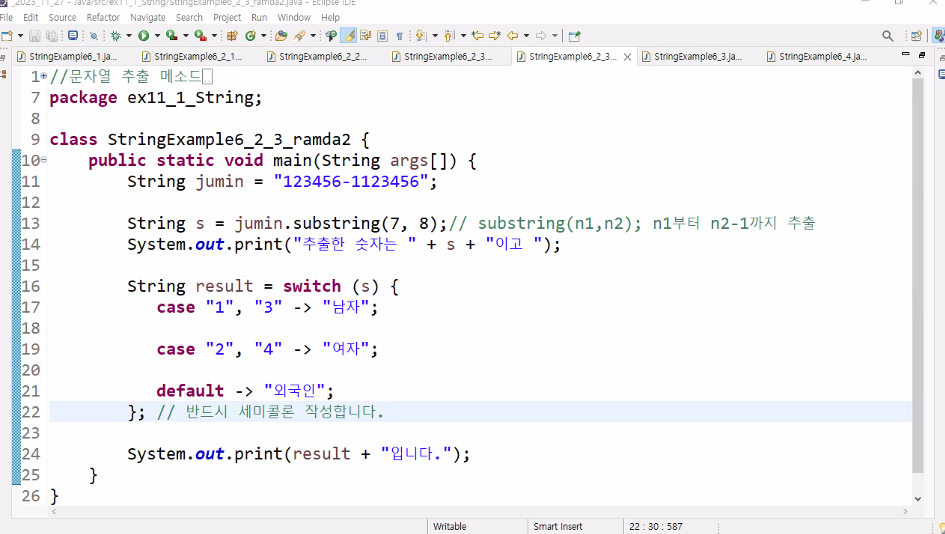 _2023_11_27 - Java/src/ex11_1_String/StringExample6_2_3_ramda2.java - Eclipse IDE
File Edit Source Refactor Navigate Search Project Run Window Help
StringExample6_1.ja... StringExample6_2_1... StringExample6_2_2... StringExample6_2_3... StringExample6_2_3... StringExample6_3.ja... StringExample6_4.ja...
1 //문자열 추출 메소드
7 package ex11_1_String;
8
9 class StringExample6_2_3_ramda2 {
10 public static void main(String args[]) {
11 String jumin = "123456-1123456";
12
13 String s = jumin.substring(7, 8);// substring(n1,n2); n1부터 n2-1까지 추출
14 System.out.print("추출한 숫자는 " + s + "이고 ");
15
16 String result = switch (s) {
17 case "1", "3" -> "남자";
18
19 case "2", "4" -> "여자";
20
21 default -> "외국인";
22 }; // 반드시 세미콜론 작성합니다.
23
24 System.out.print(result + "입니다.");
25 }
26 }
Writable Smart Insert 22 : 30 : 587